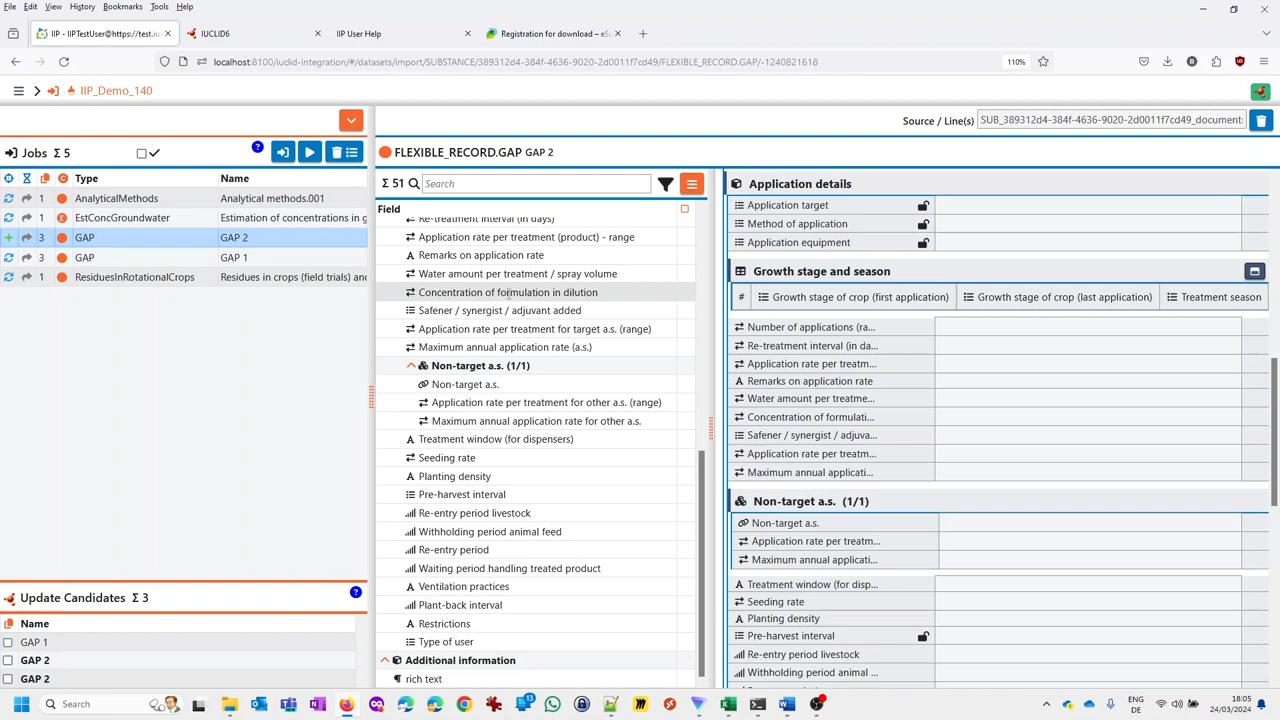 File Edit View History Bookmarks Tools Help
IIP - IIPTestUser@https://test.iu
IUCLID6
IIP User Help
Registration for download – eSu
localhost:8100/iuclid-integration/#/datasets/import/SUBSTANCE/389312d4-384f-4636-9020-2d0011f7cd49/FLEXIBLE_RECORD.GAP/-1240821618
110%
IIP_Demo_140
Source / Line(s)
SUB_389312d4-384f-4636-9020-2d0011f7cd49_document:
Jobs Σ 5
Type Name
1 AnalyticalMethods Analytical methods.001
1 EstConcGroundwater Estimation of concentrations in g
3 GAP GAP 2
3 GAP GAP 1
1 ResiduesInRotationalCrops Residues in crops (field trials) and
Update Candidates Σ 3
Name
GAP 1
GAP 2
GAP 2
FLEXIBLE_RECORD.GAP GAP 2
Σ 51 Search
Field
Re-treatment interval (in days)
Application rate per treatment (product) - range
Remarks on application rate
Water amount per treatment / spray volume
Concentration of formulation in dilution
Safener / synergist / adjuvant added
Application rate per treatment for target a.s. (range)
Maximum annual application rate (a.s.)
Non-target a.s. (1/1)
Non-target a.s.
Application rate per treatment for other a.s. (range)
Maximum annual application rate for other a.s.
Treatment window (for dispensers)
Seeding rate
Planting density
Pre-harvest interval
Re-entry period livestock
Withholding period animal feed
Re-entry period
Waiting period handling treated product
Ventilation practices
Plant-back interval
Restrictions
Type of user
Additional information
rich text
Application details
Application target
Method of application
Application equipment
Growth stage and season
# Growth stage of crop (first application) Growth stage of crop (last application) Treatment season
Number of applications (ra...
Re-treatment interval (in da...
Application rate per treatm...
Remarks on application rate
Water amount per treatme...
Concentration of formulati...
Safener / synergist / adjuva...
Application rate per treatm...
Maximum annual applicati...
Non-target a.s. (1/1)
Non-target a.s.
Application rate per treatm...
Maximum annual applicati...
Treatment window (for disp...
Seeding rate
Planting density
Pre-harvest interval
Re-entry period livestock
Withholding period animal ...
Search
13
ENG
DE
18:05
24/03/2024